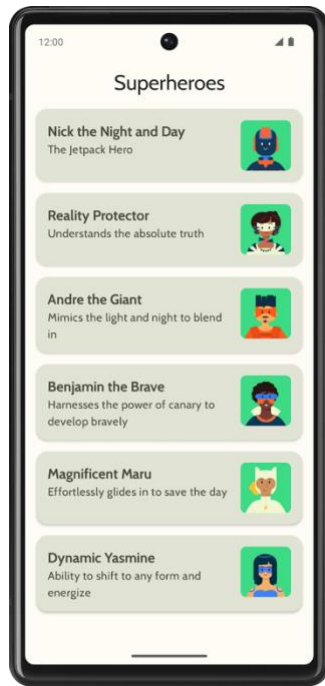 12:00
Superheroes
Nick the Night and Day
The Jetpack Hero
Reality Protector
Understands the absolute truth
Andre the Giant
Mimics the light and night to blend
in
Benjamin the Brave
Harnesses the power of canary to
develop bravely
Magnificent Maru
Effortlessly glides in to save the day
Dynamic Yasmine
Ability to shift to any form and
energize